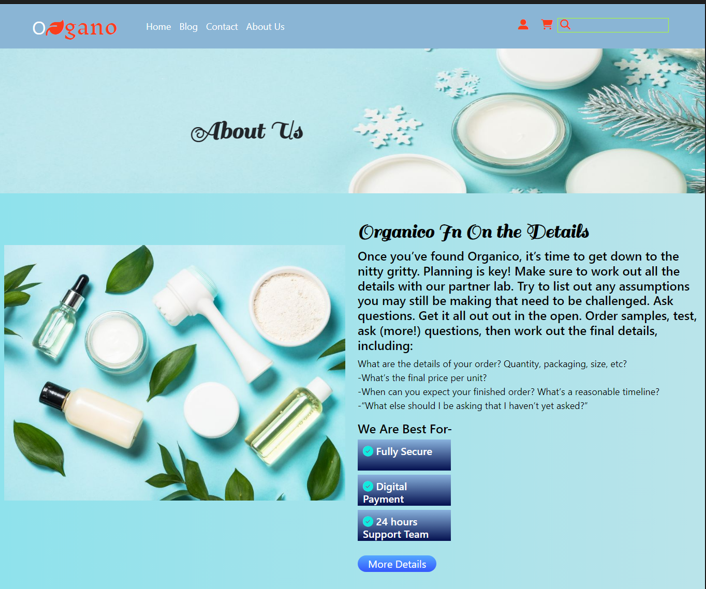 Organo
Home Blog Contact About Us
About Us
Organico In On the Details
Once you've found Organico, it's time to get down to the
nitty gritty. Planning is key! Make sure to work out all the
details with our partner lab. Try to list out any assumptions
you may still be making that need to be challenged. Ask
questions. Get it all out out in the open. Order samples, test,
ask (more!) questions, then work out the final details,
including:
What are the details of your order? Quantity, packaging, size, etc?
-What's the final price per unit?
-When can you expect your finished order? What's a reasonable timeline?
-"What else should I be asking that I haven't yet asked?"
We Are Best For-
Fully Secure
Digital
Payment
24 hours
Support Team
More Details